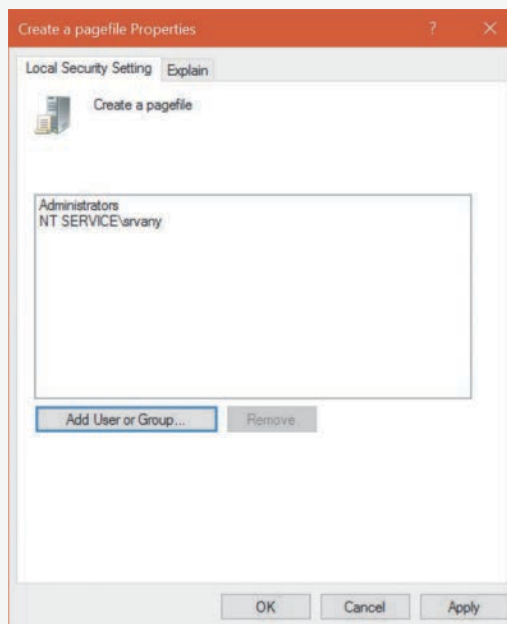 Create a pagefile Properties
?
Local Security Setting
Explain
Create a pagefile
Administrators
NT SERVICE\srvany
Add User or Group...
Remove
OK
Cancel
Apply